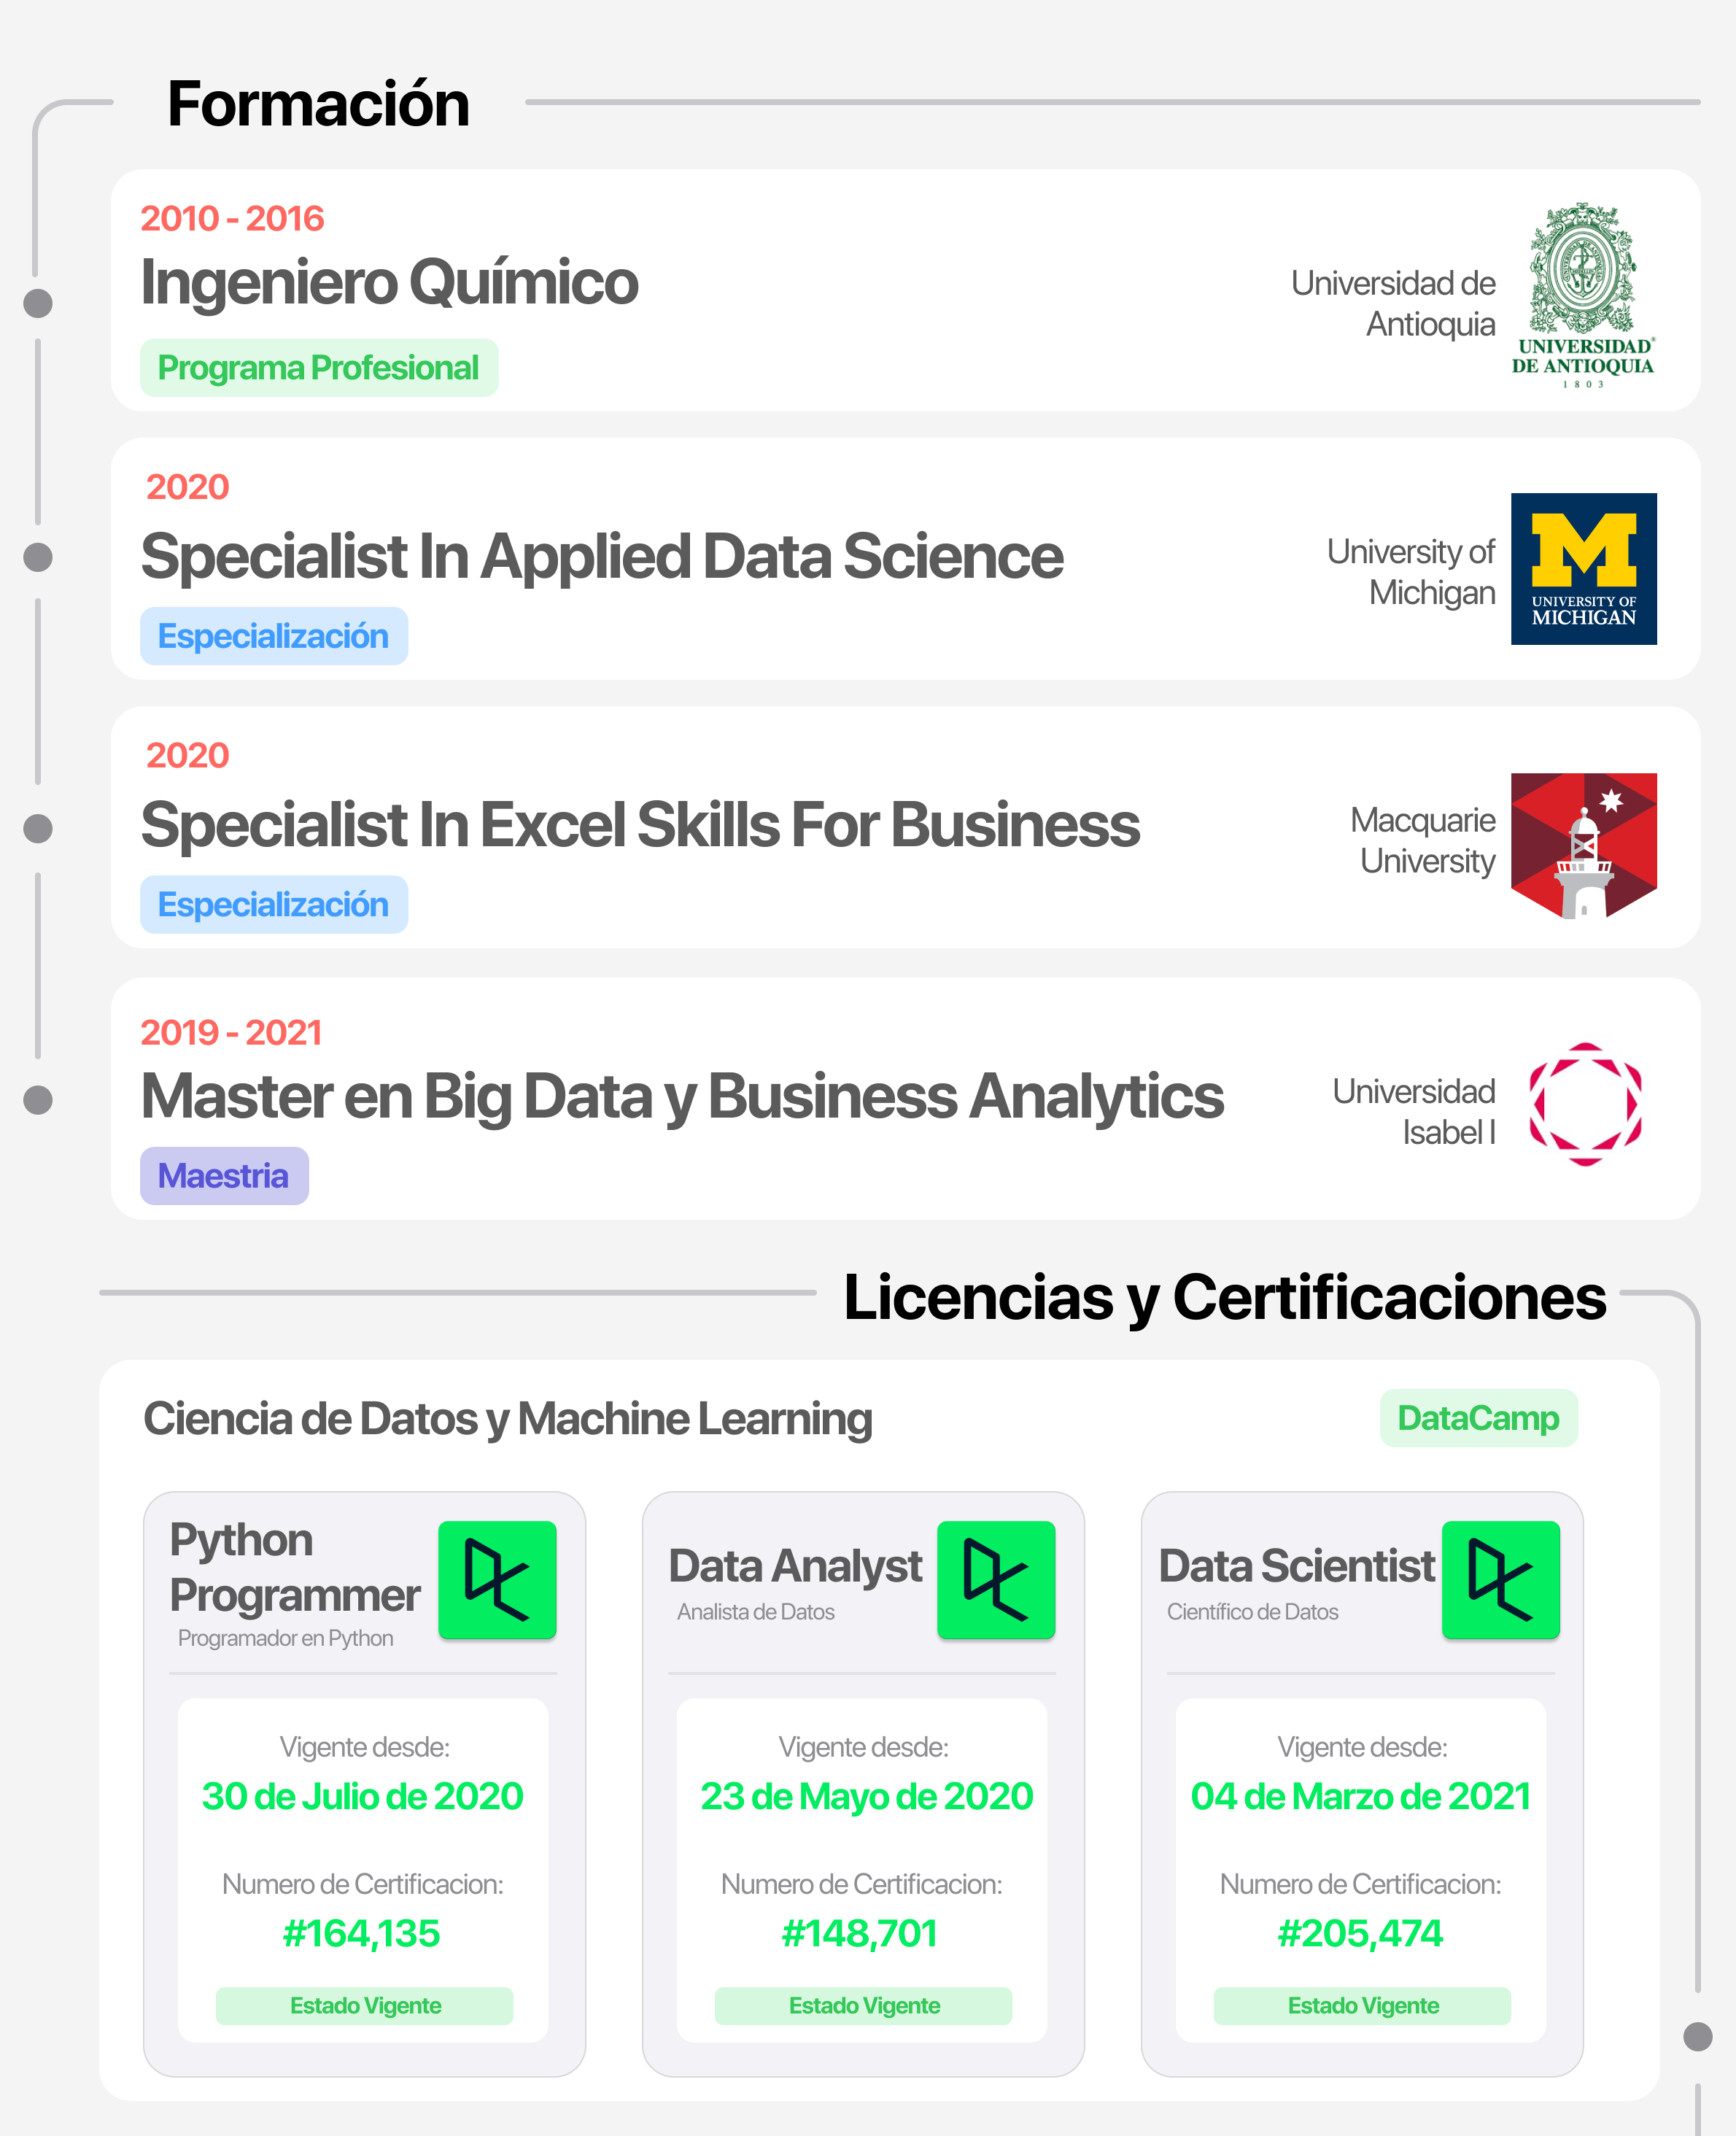 Formación
2010 - 2016
Ingeniero Químico
Programa Profesional
Universidad de
Antioquia
UNIVERSIDAD®
DE ANTIOQUIA
1803
2020
Specialist In Applied Data Science
Especialización
University of
Michigan
M
UNIVERSITY OF
MICHIGAN
2020
Specialist In Excel Skills For Business
Especialización
Macquarie
University
2019 - 2021
Master en Big Data y Business Analytics
Maestria
Universidad
Isabel I
Licencias y Certificaciones
Ciencia de Datos y Machine Learning
DataCamp
Python
Programmer
Programador en Python
Vigente desde:
30 de Julio de 2020
Numero de Certificacion:
#164,135
Estado Vigente
Data Analyst
Analista de Datos
Vigente desde:
23 de Mayo de 2020
Numero de Certificacion:
#148,701
Estado Vigente
Data Scientist
Científico de Datos
Vigente desde:
04 de Marzo de 2021
Numero de Certificacion:
#205,474
Estado Vigente